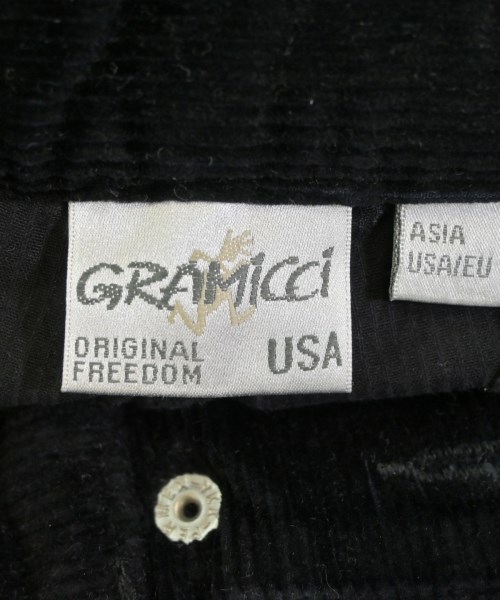 GRAMiCCi
ORIGINAL
FREEDOM
USA
ASIA
USA/EU